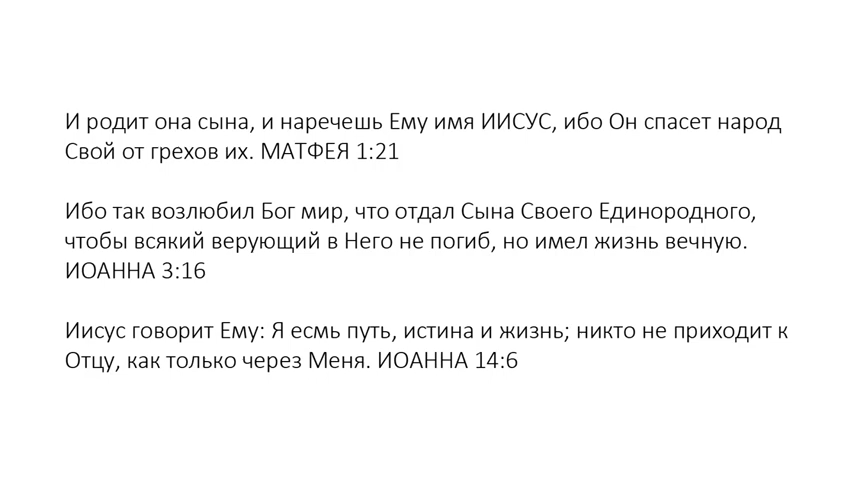 И родит она сына, и наречешь Ему имя ИИСУС, ибо Он спасет народ
Свой от грехов их. МАТФЕЯ 1:21
Ибо так возлюбил Бог мир, что отдал Сына Своего Единородного,
чтобы всякий верующий в Него не погиб, но имел жизнь вечную.
ИОАННА 3:16
Иисус говорит Ему: Я есмь путь, истина и жизнь; никто не приходит к
Отцу, как только через Меня. ИОАННА 14:6